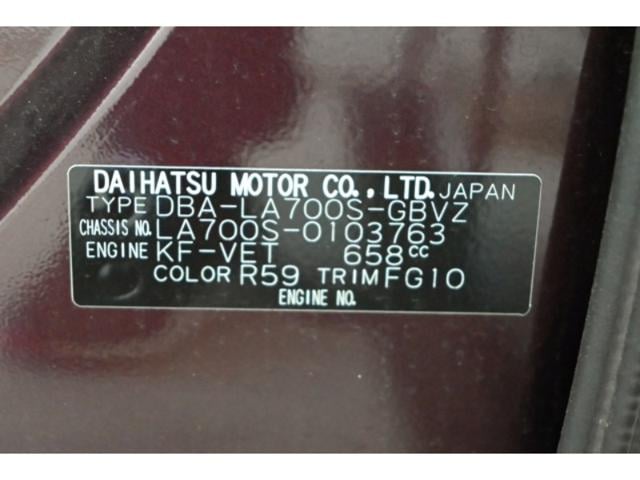 DAIHATSU MOTOR CO., LTD. JAPAN
TYPE DBA-LA700S-GBVZ
CHASSIS NO. LA700S-0103763
ENGINE KF-VET 658cc
COLOR R59 TRIM FG10
ENGINE NO.